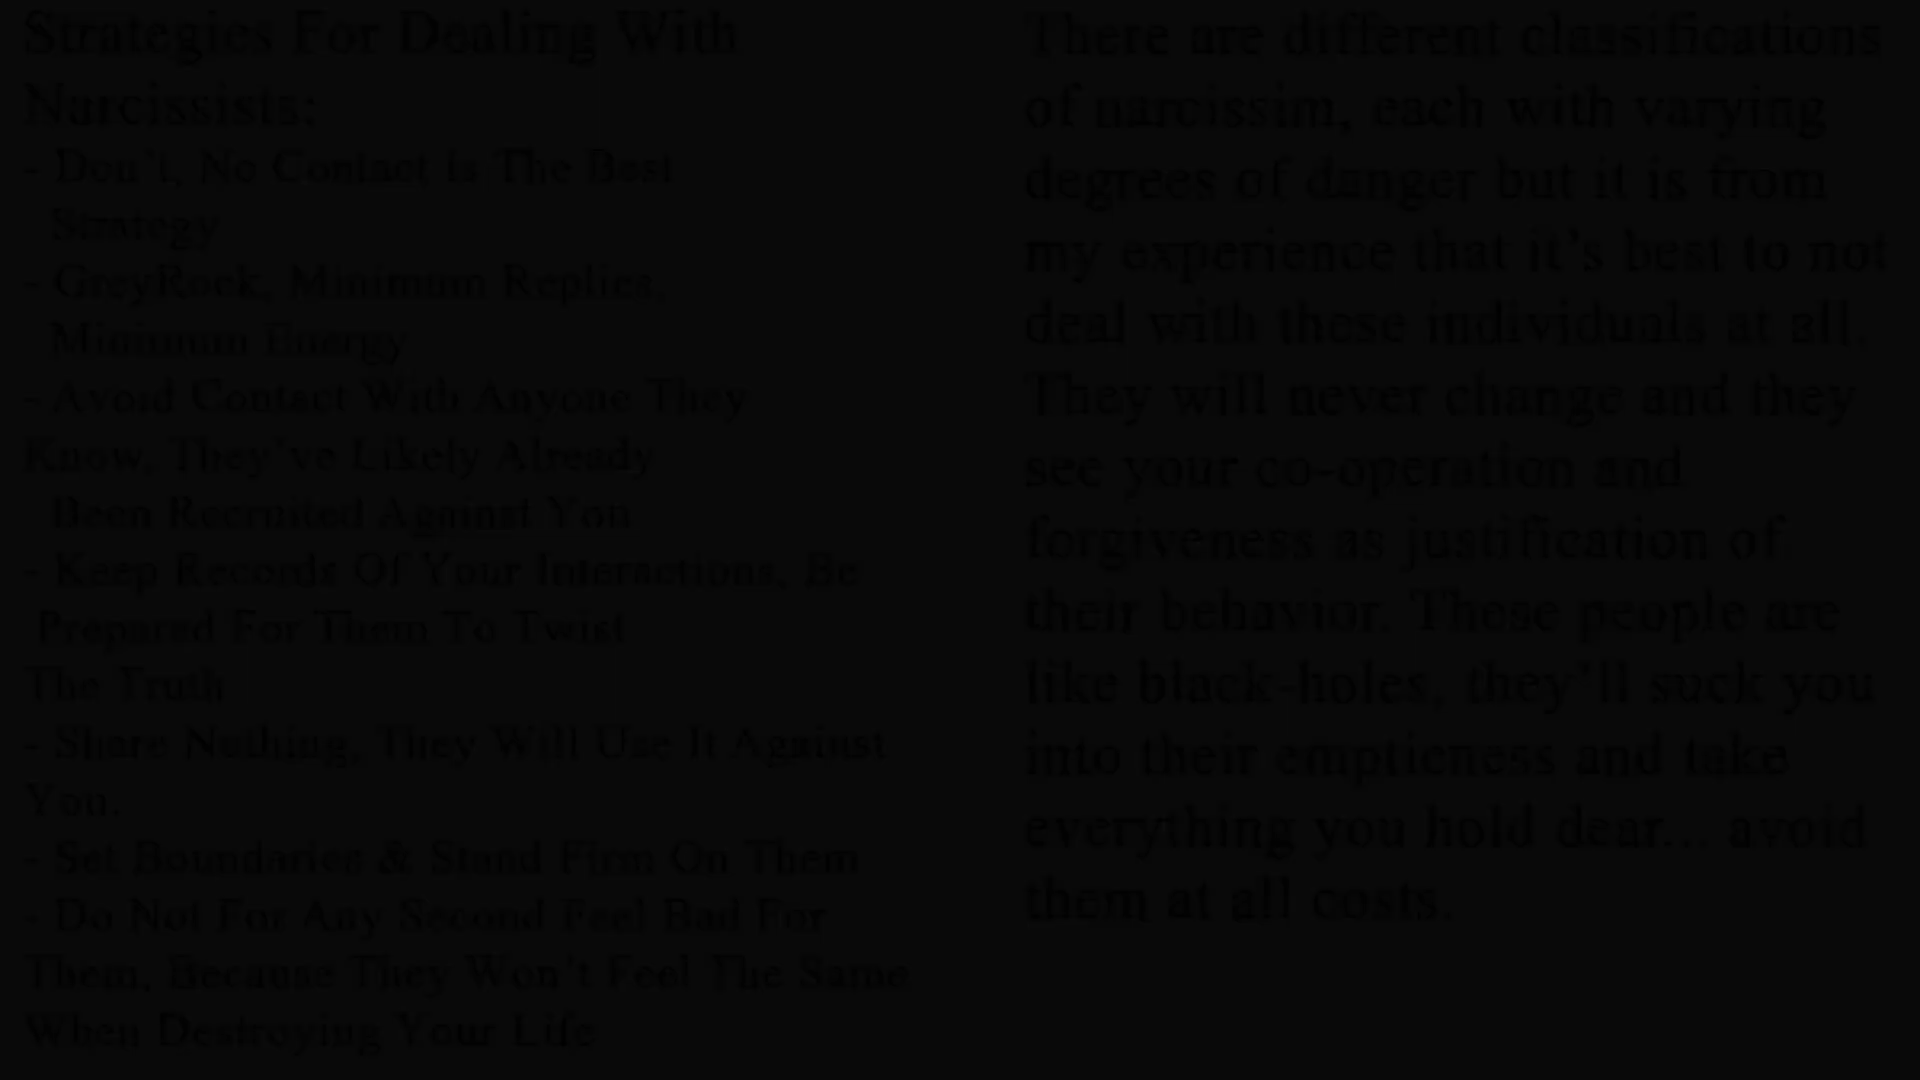 Strategies For Dealing With
Narcissists:
- Don't, No Contact is The Best
Strategy
- GreyRock, Minimum Replies,
Minimum Energy
- Avoid Contact With Anyone They
Know, They've Likely Already
Been Recruited Against You
- Keep Records Of Your Interactions, Be
Prepared For Them To Twist
The Truth
- Share Nothing, They Will Use It Against
You.
- Set Boundaries & Stand Firm On Them
- Do Not For Any Second Feel Bad For
Them, Because They Won't Feel The Same
When Destroying Your Life
There are different classifications
of narcissim, each with varying
degrees of danger but it is from
my experience that it's best to not
deal with these individuals at all.
They will never change and they
see your co-operation and
forgiveness as justification of
their behavior. These people are
like black-holes, they'll suck you
into their emptieness and take
everything you hold dear... avoid
them at all costs.